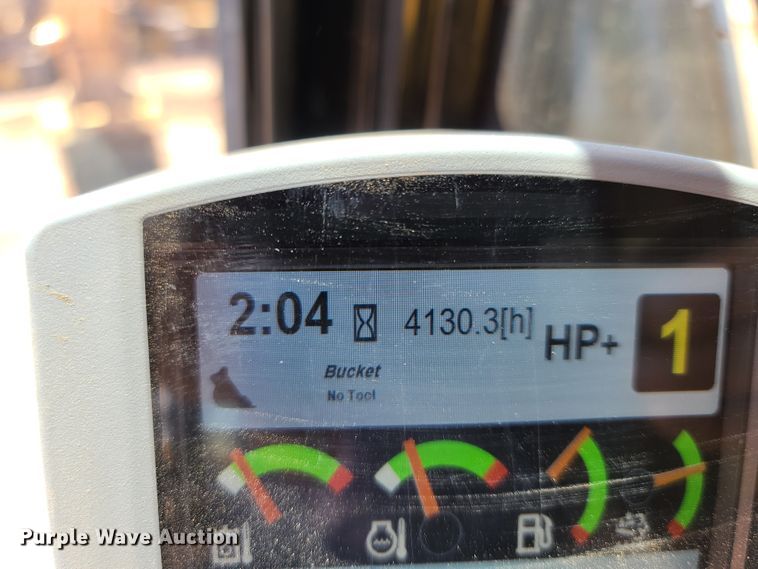 2:04 4130.3[h] HP+ 1
Bucket
No Tool
Purple Wave Auction